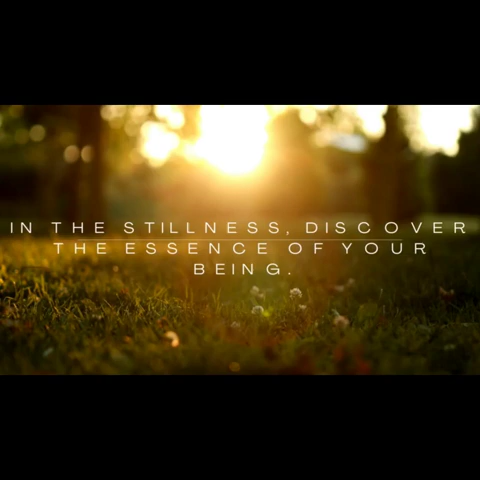 IN THE STILLNESS, DISCOVER
THE ESSENCE OF YOUR
BEING.